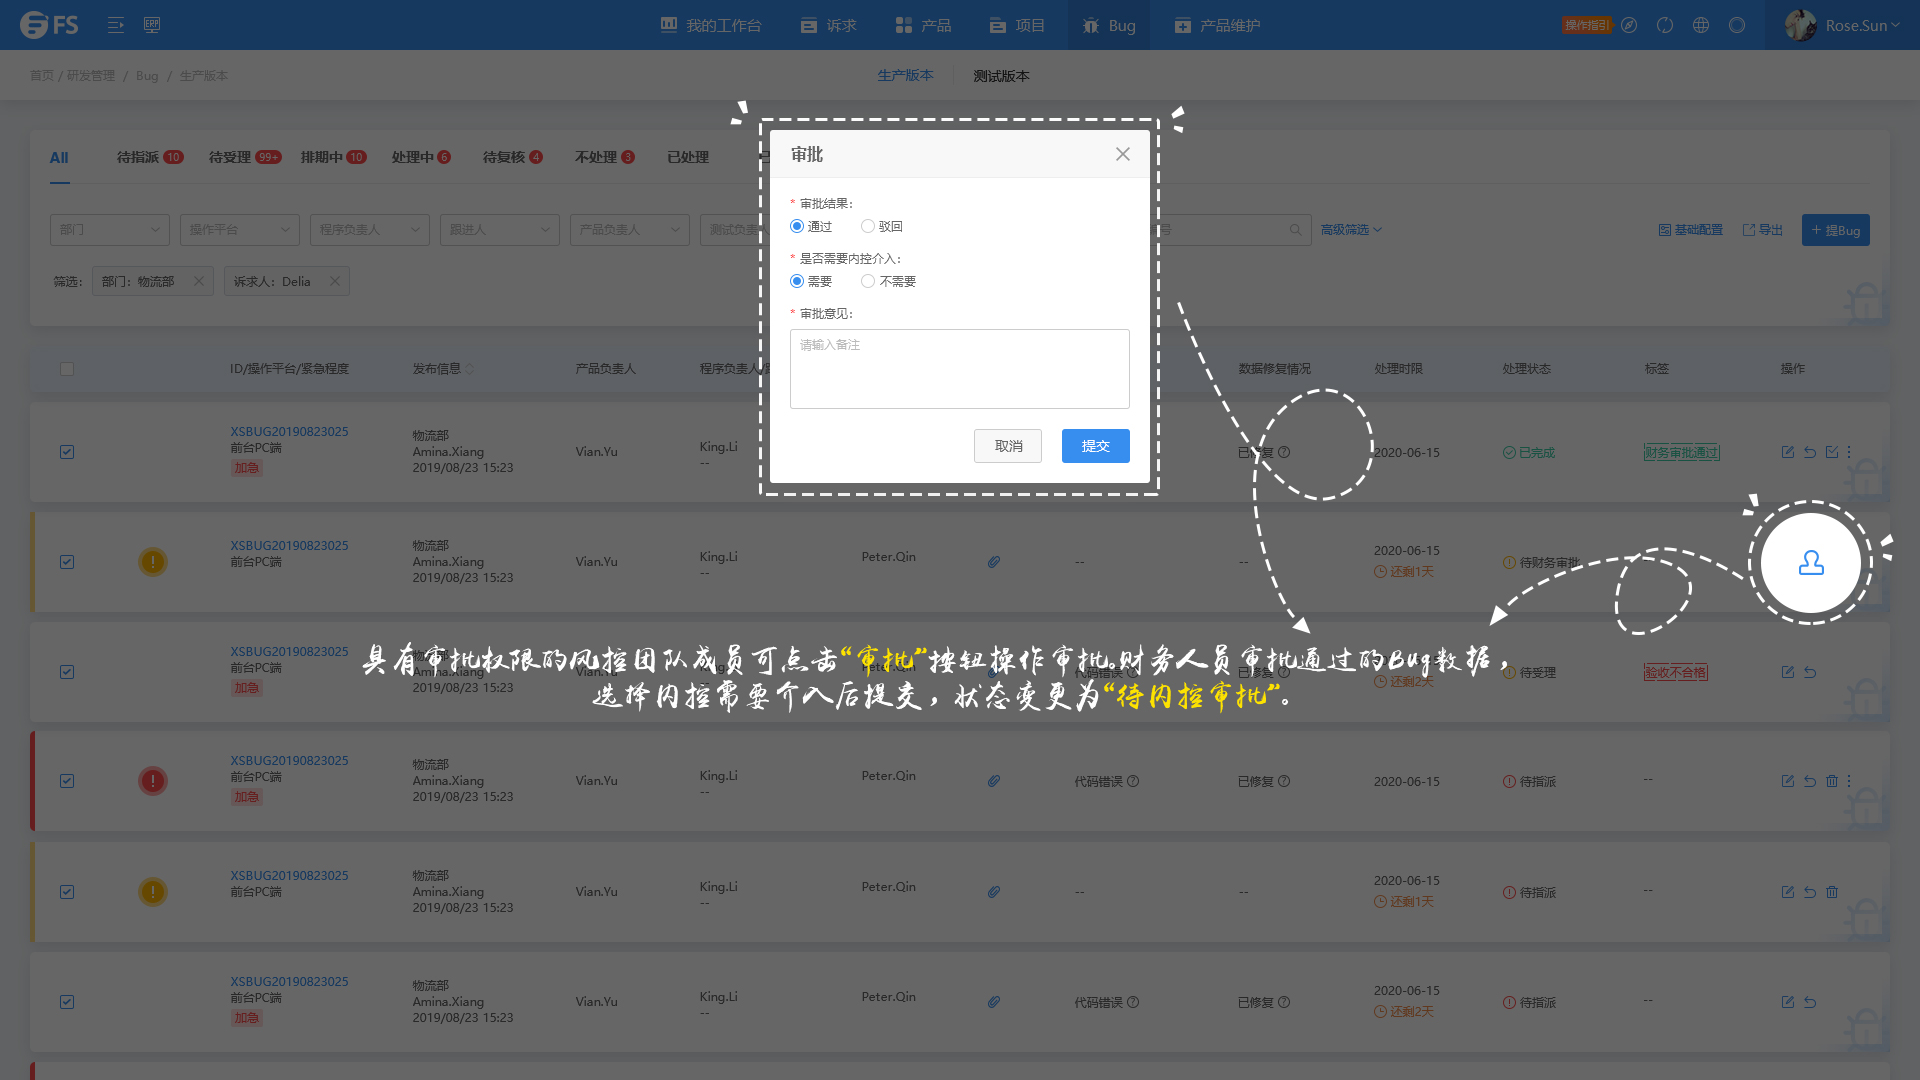 FS
ERP
我的工作台
诉求
产品
项目
Bug
产品维护
操作指引
Rose.Sun
首页 / 研发管理 / Bug / 生产版本
生产版本
测试版本
All
待指派 10
待受理 99+
排期中 10
处理中 6
待复核 4
不处理 3
已处理
部门
操作平台
程序负责人
跟进人
产品负责人
高级筛选
基础配置
导出
+ 提Bug
筛选:
部门: 物流部
诉求人: Delia
审批
* 审批结果:
通过
驳回
* 是否需要内控介入:
需要
不需要
* 审批意见:
请输入备注
取消
提交
ID/操作平台/紧急程度
发布信息
产品负责人
程序负责人/
数据修复情况
处理时限
处理状态
标签
操作
XSBUG20190823025
前台PC端
加急
物流部
Amina.Xiang
2019/08/23 15:23
Vian.Yu
King.Li
--
已修复
2020-06-15
已完成
财务审批通过
XSBUG20190823025
前台PC端
物流部
Amina.Xiang
2019/08/23 15:23
Vian.Yu
King.Li
--
Peter.Qin
--
--
2020-06-15
还剩1天
待财务审批
XSBUG20190823025
前台PC端
加急
2019/08/23 15:23
还剩2天
待受理
验收不合格
具有审批权限的风控团队成员可点击“审批”按钮操作审批。财务人员审批通过的Bug数据，
选择内控需要介入后提交，状态变更为“待内控审批”。
XSBUG20190823025
前台PC端
加急
物流部
Amina.Xiang
2019/08/23 15:23
Vian.Yu
King.Li
--
Peter.Qin
代码错误
已修复
2020-06-15
待指派
--
XSBUG20190823025
前台PC端
物流部
Amina.Xiang
2019/08/23 15:23
Vian.Yu
King.Li
--
Peter.Qin
--
--
2020-06-15
还剩1天
待指派
--
XSBUG20190823025
前台PC端
加急
物流部
Amina.Xiang
2019/08/23 15:23
Vian.Yu
King.Li
--
Peter.Qin
代码错误
已修复
2020-06-15
还剩2天
待指派
--